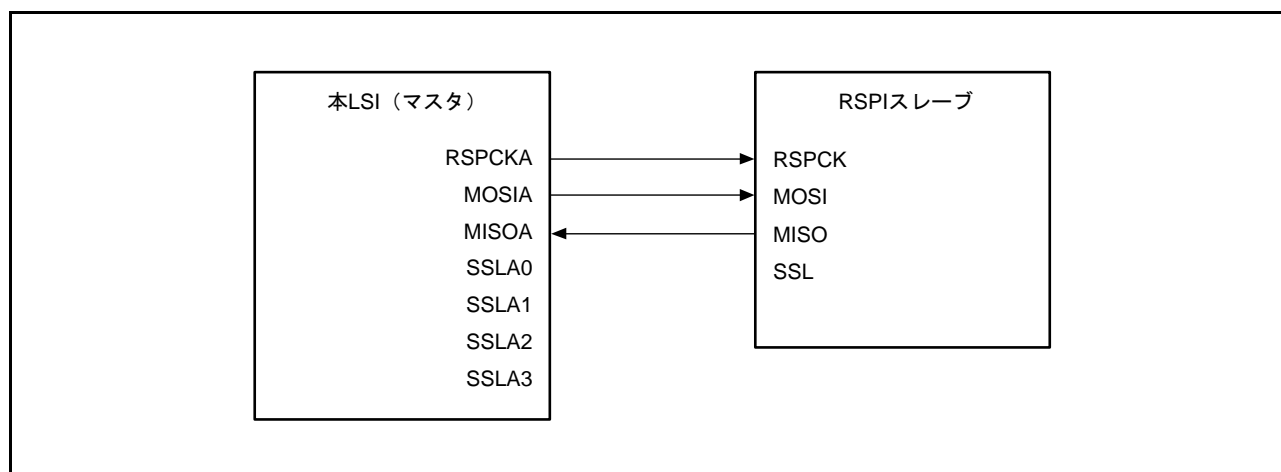 本LSI（マスタ）
RSPCKA
MOSIA
MISOA
SSLA0
SSLA1
SSLA2
SSLA3
RSPIスレーブ
RSPCK
MOSI
MISO
SSL